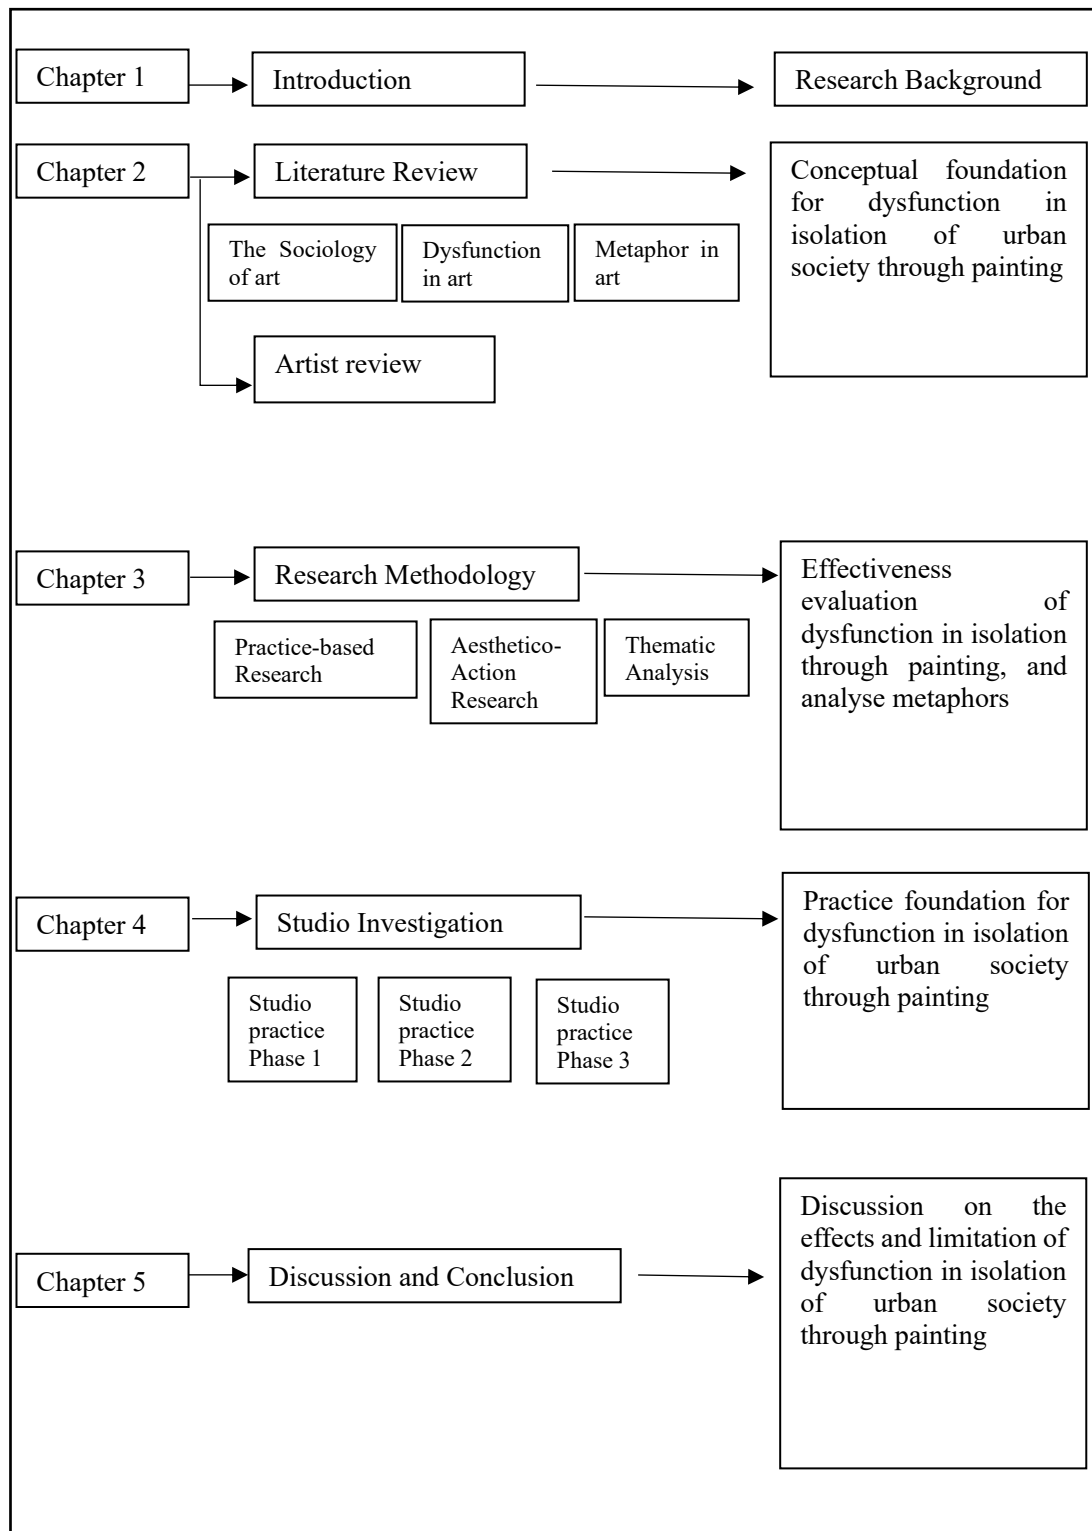 Chapter 1
Introduction
Research Background
Chapter 2
Literature Review
Conceptual foundation
for dysfunction in
isolation of urban
society through painting
The Sociology
of art
Dysfunction
in art
Metaphor in
art
Artist review
Chapter 3
Research Methodology
Effectiveness
evaluation of
dysfunction in isolation
through painting, and
analyse metaphors
Practice-based
Research
Aesthetico-
Action
Research
Thematic
Analysis
Chapter 4
Studio Investigation
Practice foundation for
dysfunction in isolation
of urban society
through painting
Studio
practice
Phase 1
Studio
practice
Phase 2
Studio
practice
Phase 3
Chapter 5
Discussion and Conclusion
Discussion on the
effects and limitation of
dysfunction in isolation
of urban society
through painting